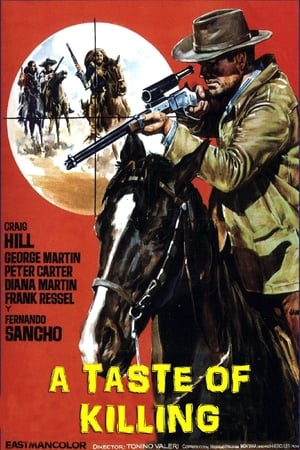 CRAIG
HILL
GEORGE MARTIN
PETER CARTER
DIANA MARTIN
FRANK RESSEL
Y
FERNANDO
SANCHO
A TASTE OF
KILLING
EASTMANCOLOR
DIRECTOR: TONINO VALERI